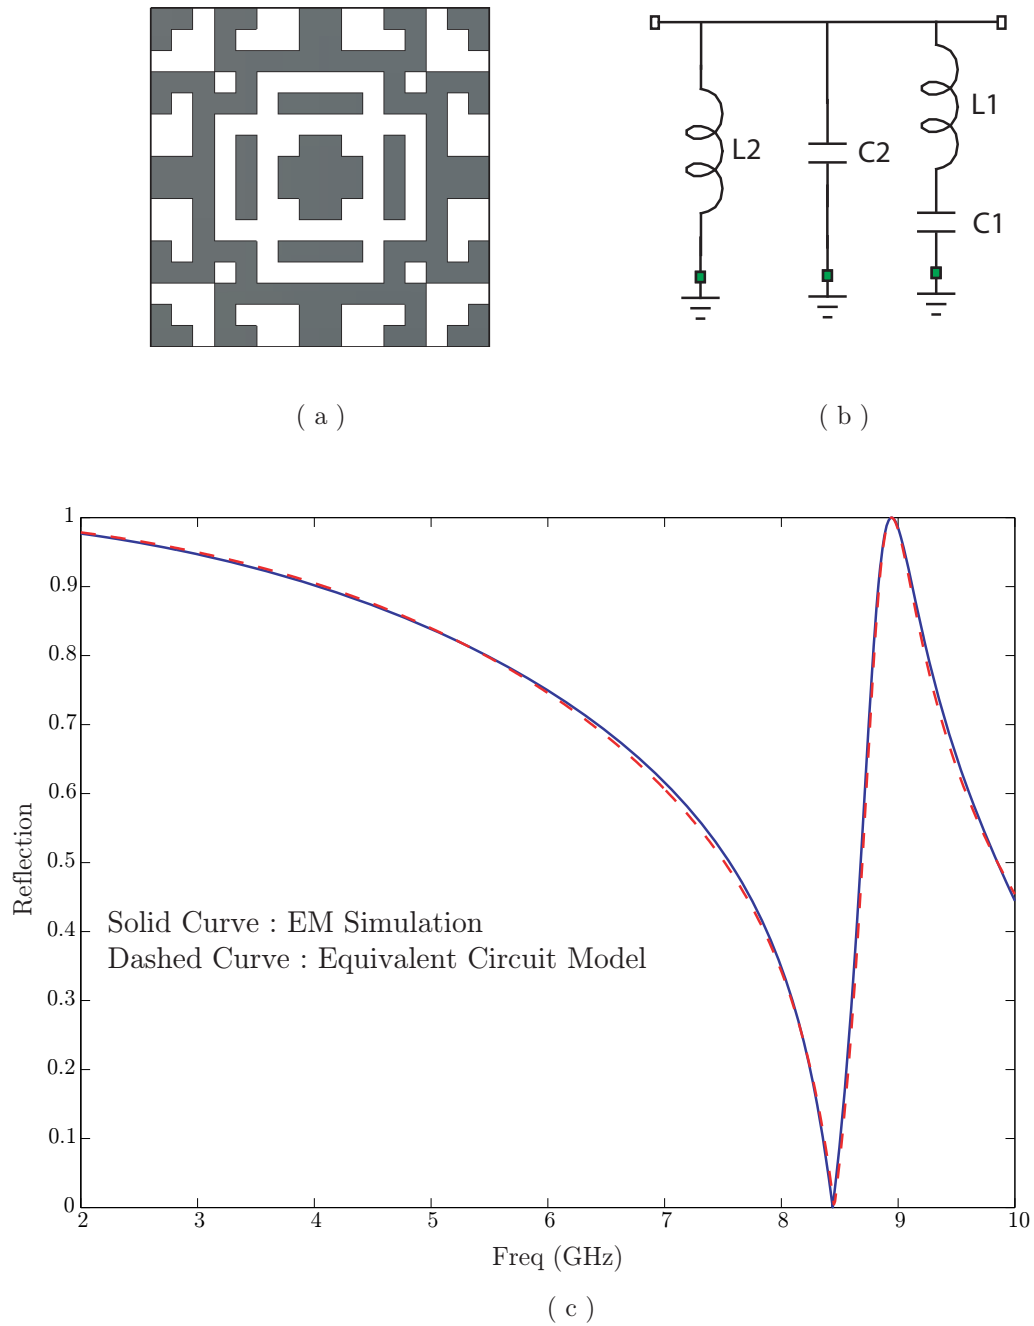 L2
C2
L1
C1
( a )
( b )
1
0.9
0.8
0.7
0.6
0.5
0.4
0.3
0.2
0.1
0
Reflection
Solid Curve : EM Simulation
Dashed Curve : Equivalent Circuit Model
2 3 4 5 6 7 8 9 10
Freq (GHz)
( c )